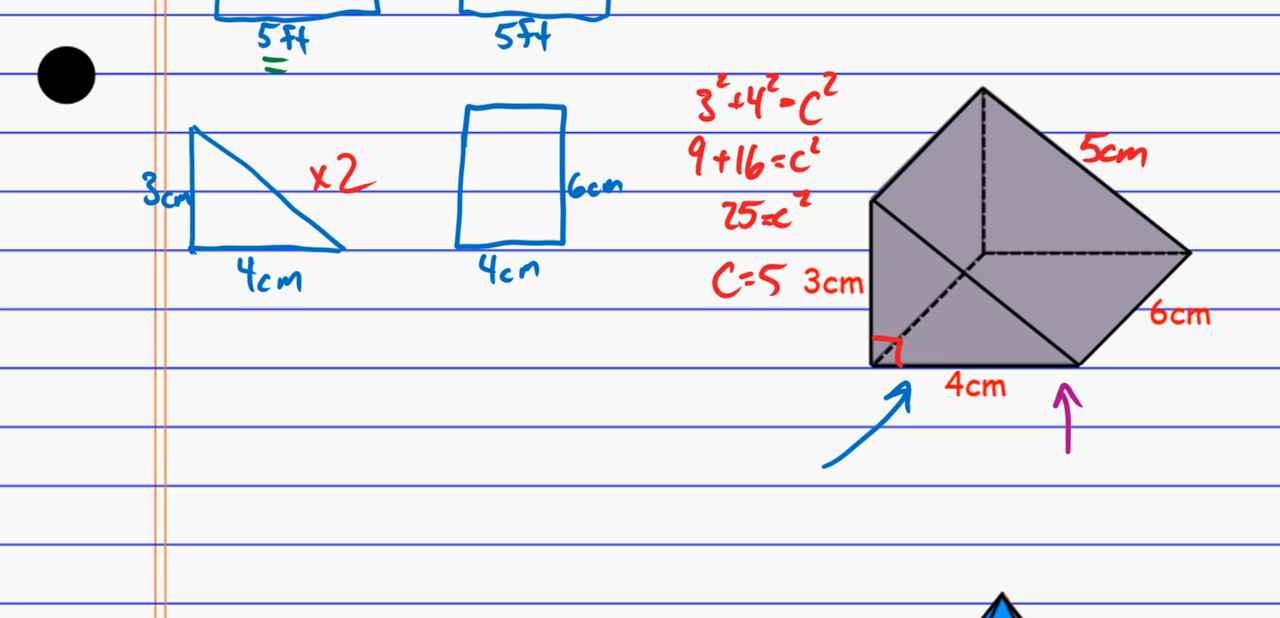 5ft 5ft
3cm
4cm
x2
6cm
4cm
3²+4²=C²
9+16=c²
25=c²
C=5
3cm
4cm
5cm
6cm